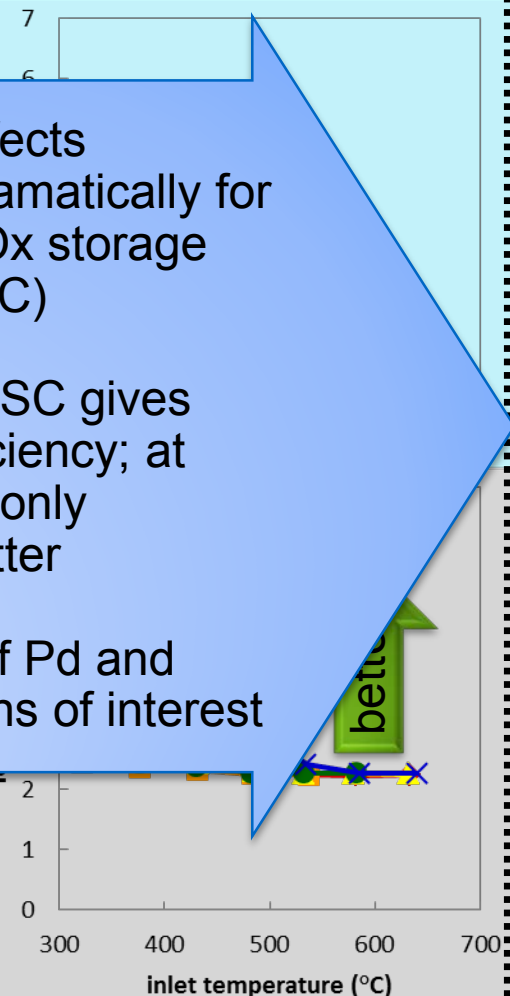 7
6
ects
amatically for
Ox storage
C)
SC gives
ciency; at
only
tter
f Pd and
ns of interest
bette
2
1
0
300 400 500 600 700
inlet temperature (°C)